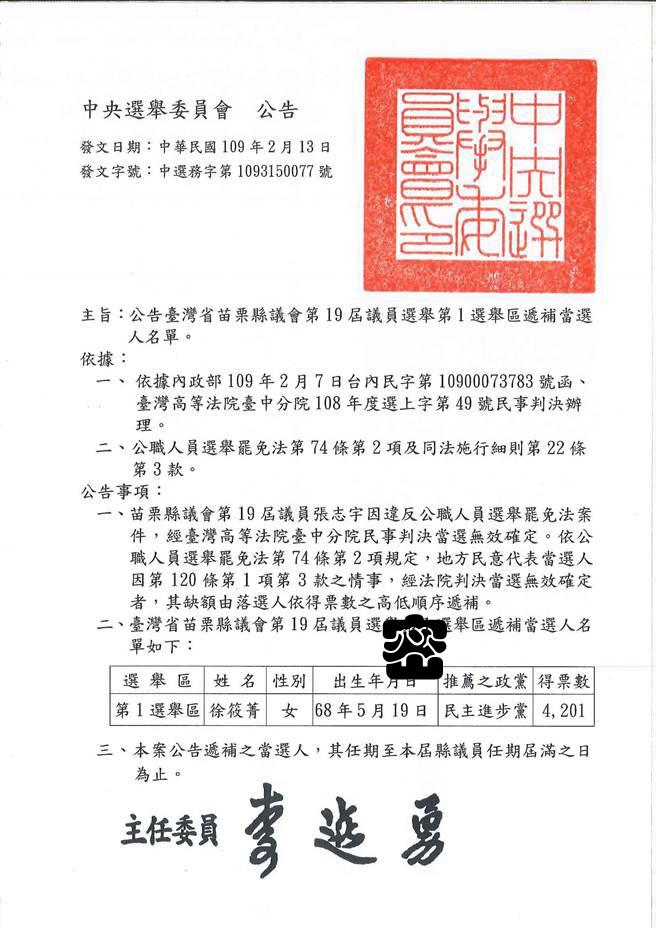 中央選舉委員會 公告
發文日期：中華民國 109 年 2 月 13 日
發文字號：中選務字第 1093150077 號
中央選舉委員會印
主旨：公告臺灣省苗栗縣議會第 19 屆議員選舉第 1 選舉區遞補當選
人名單。
依據：
一、 依據內政部 109 年 2 月 7 日台內民字第 10900073783 號函、
臺灣高等法院臺中分院 108 年度選上字第 49 號民事判決辦
理。
二、公職人員選舉罷免法第 74 條第 2 項及同法施行細則第 22 條
第 3 款。
公告事項：
一、苗栗縣議會第 19 屆議員張志宇因違反公職人員選舉罷免法案
件，經臺灣高等法院臺中分院民事判決當選無效確定。依公
職人員選舉罷免法第 74 條第 2 項規定，地方民意代表當選人
因第 120 條第 1 項第 3 款之情事，經法院判決當選無效確定
者，其缺額由落選人依得票數之高低順序遞補。
二、臺灣省苗栗縣議會第 19 屆議員選 選舉區遞補當選人名
單如下：
選舉區 姓名 性別 出生年月日 推薦之政黨 得票數
第 1 選舉區 徐筱菁 女 68 年 5 月 19 日 民主進步黨 4,201
三、本案公告遞補之當選人，其任期至本屆縣議員任期屆滿之日
為止。
主任委員 李進勇